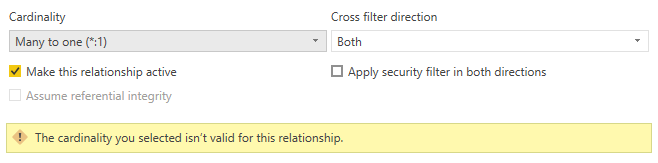 Cardinality
Cross filter direction
Many to one (*:1)
Both
Make this relationship active
Apply security filter in both directions
Assume referential integrity
The cardinality you selected isn't valid for this relationship.